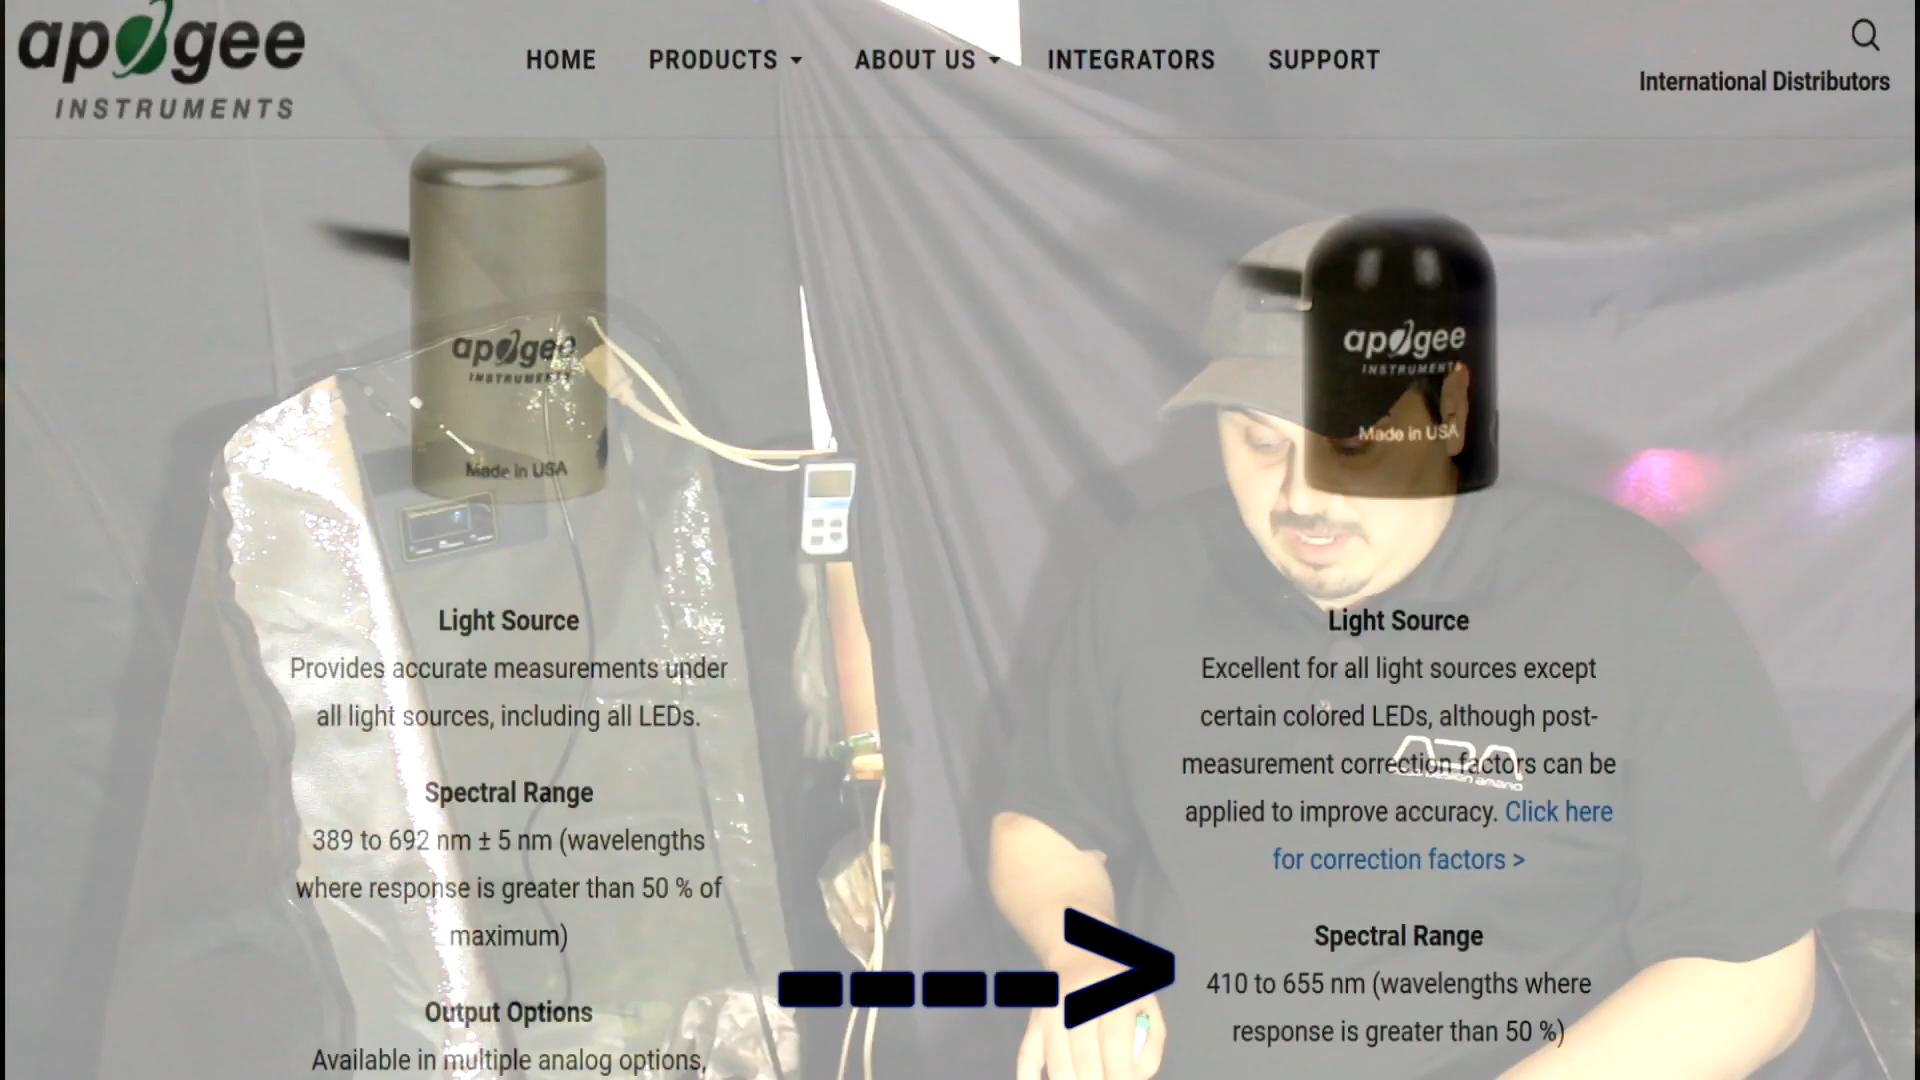 apogee
INSTRUMENTS
HOME PRODUCTS ABOUT US INTEGRATORS SUPPORT
International Distributors
apogee
INSTRUMENTS
Made in USA
apogee
INSTRUMENTS
Made in USA
Light Source
Provides accurate measurements under
all light sources, including all LEDs.
Spectral Range
389 to 692 nm ± 5 nm (wavelengths
where response is greater than 50 % of
maximum)
Output Options
Available in multiple analog options,
Light Source
Excellent for all light sources except
certain colored LEDs, although post-
measurement correction factors can be
applied to improve accuracy. Click here
for correction factors >
Spectral Range
410 to 655 nm (wavelengths where
response is greater than 50 %)
---->